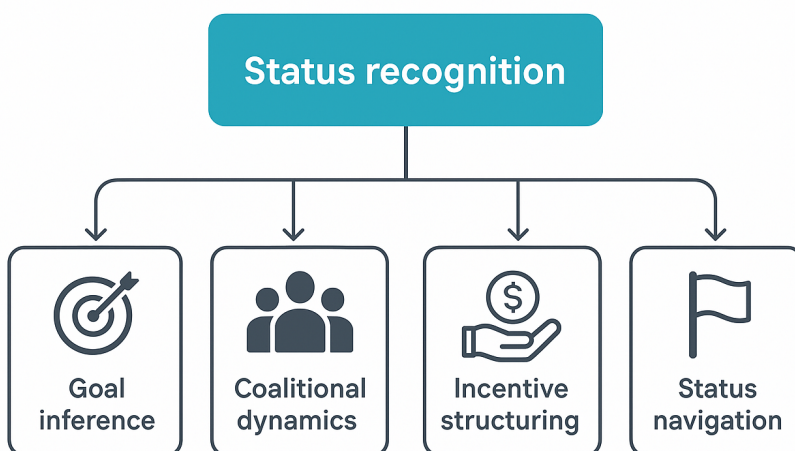 Status recognition
Goal
inference
Coalitional
dynamics
$
Incentive
structuring
Status
navigation